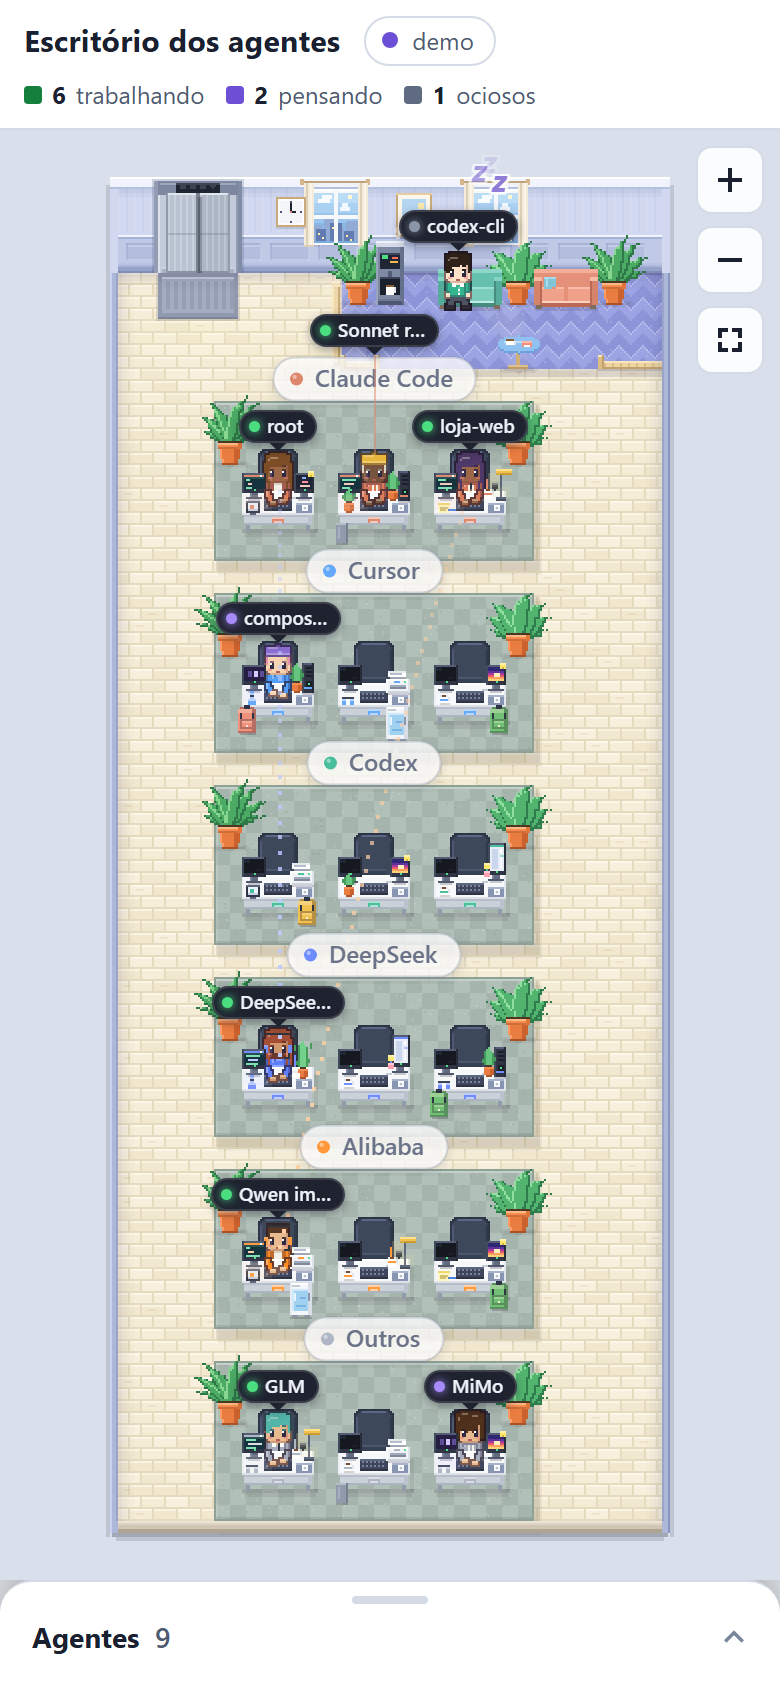 Escritório dos agentes
demo
6 trabalhando
2 pensando
1 ociosos
z z z
codex-cli
Sonnet r...
Claude Code
root
loja-web
Cursor
compos...
Codex
DeepSeek
DeepSee...
Alibaba
Qwen im...
Outros
GLM
MiMo
Agentes 9